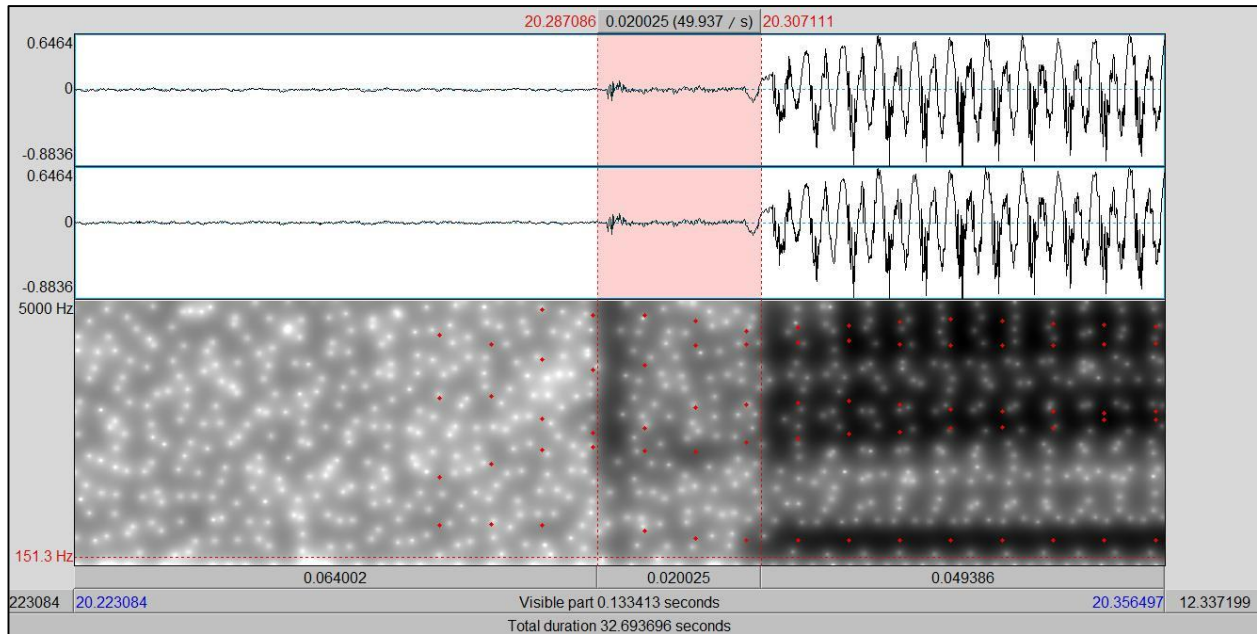 20.287086 0.020025 (49.937 / s) 20.307111
0.6464
0
-0.8836
0.6464
0
-0.8836
5000 Hz
151.3 Hz
0.064002 0.020025 0.049386
223084 20.223084 Visible part 0.133413 seconds 20.356497 12.337199
Total duration 32.693696 seconds